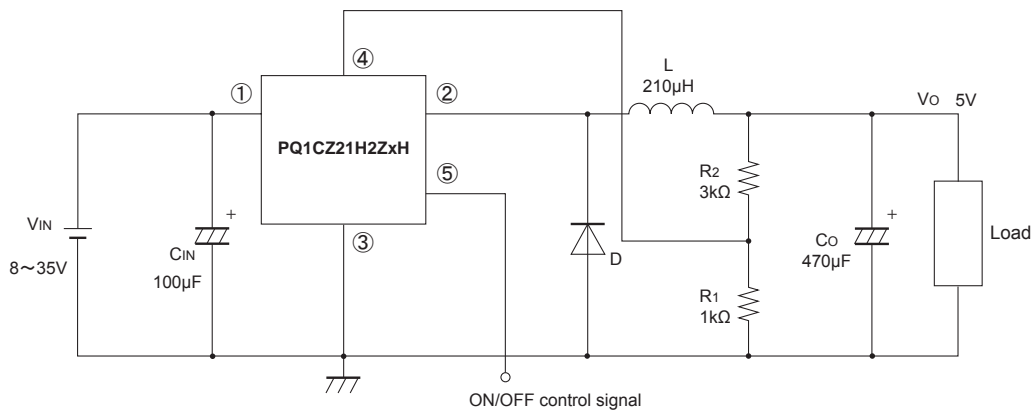 ④
L
210µH
①
②
VO 5V
PQ1CZ21H2ZxH
R2
3kΩ
⑤
+
+
VIN
CIN
Load
③
D
CO
8～35V
470µF
100µF
R1
1kΩ
ON/OFF control signal